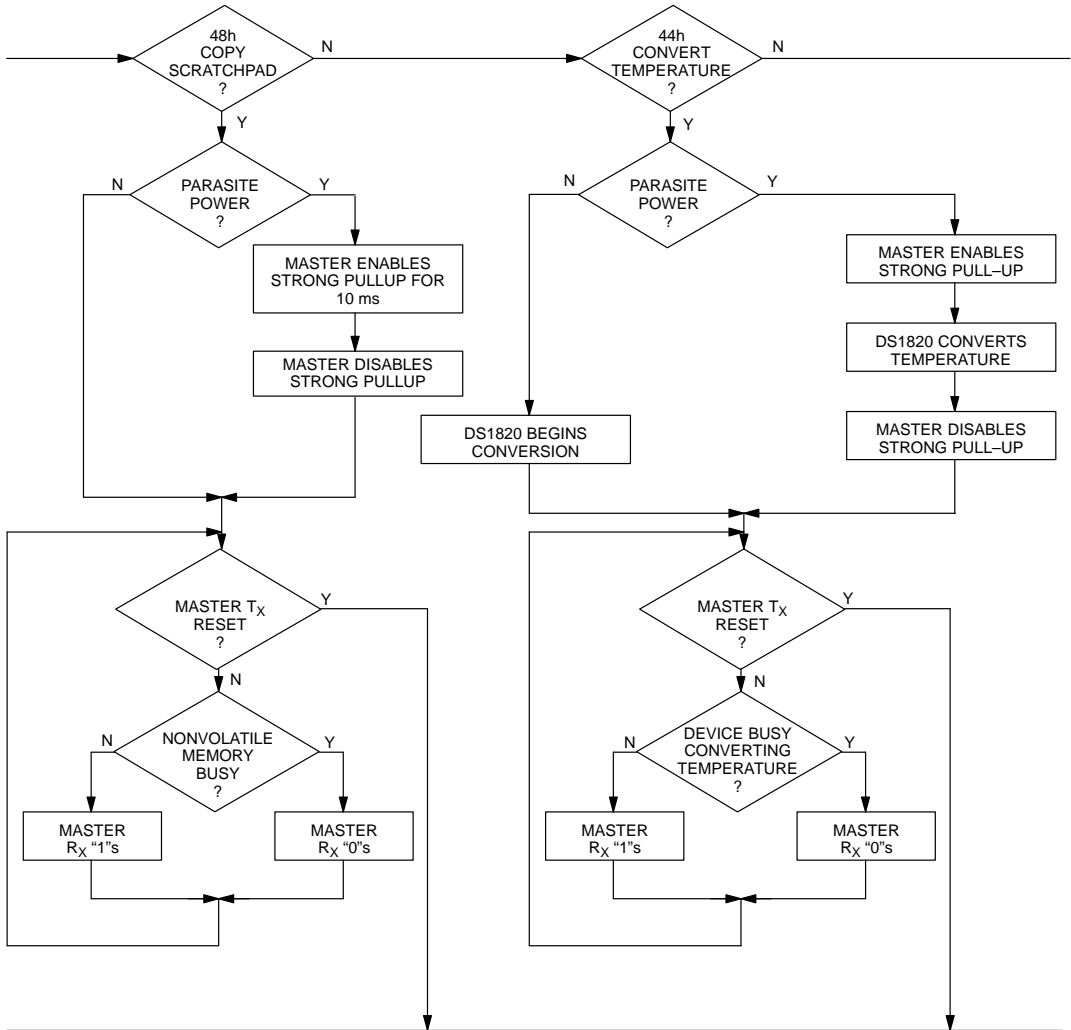 48h
COPY
SCRATCHPAD
?
N
Y
44h
CONVERT
TEMPERATURE
?
N
Y
N
PARASITE
POWER
?
Y
MASTER ENABLES
STRONG PULLUP FOR
10 ms
MASTER DISABLES
STRONG PULLUP
N
PARASITE
POWER
?
Y
MASTER ENABLES
STRONG PULL–UP
DS1820 CONVERTS
TEMPERATURE
MASTER DISABLES
STRONG PULL–UP
DS1820 BEGINS
CONVERSION
MASTER TX
RESET
?
Y
N
N
NONVOLATILE
MEMORY
BUSY
?
Y
MASTER
RX “1”s
MASTER
RX “0”s
MASTER TX
RESET
?
Y
N
N
DEVICE BUSY
CONVERTING
TEMPERATURE
?
Y
MASTER
RX “1”s
MASTER
RX “0”s